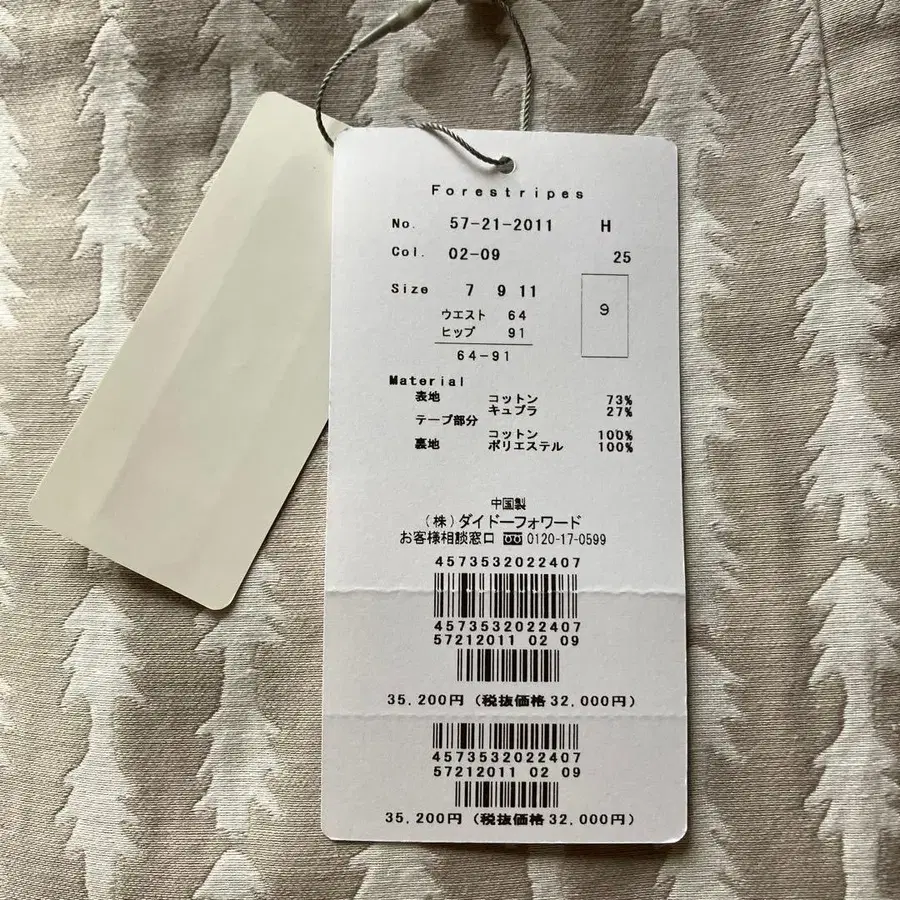 Forestripes
No. 57-21-2011 H
Col. 02-09 25
Size 7 9 11
9
ウエスト 64
ヒップ 91
64-91
Material
表地 コットン 73%
キュプラ 27%
テープ部分
コットン 100%
裏地 ポリエステル 100%
中国製
(株)ダイドーフォワード
お客様相談窓口 0120-17-0599
4573532022407
4573532022407
57212011 02 09
35,200円(税抜価格32,000円)
4573532022407
57212011 02 09
35,200円(税抜価格32,000円)